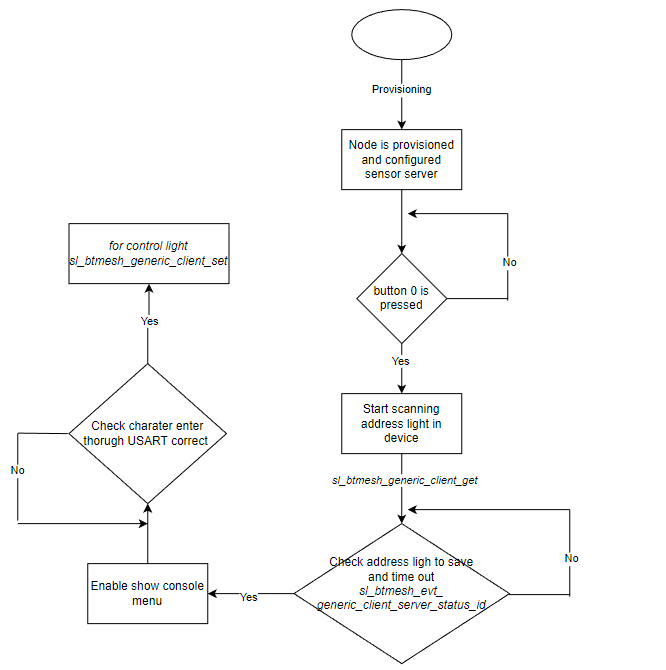 Provisioning
Node is provisioned
and configured
sensor server
No
button 0 is
pressed
Yes
Start scanning
address light in
device
sl_btmesh_generic_client_get
No
Check address ligh to save
and time out
sl_btmesh_evt_
generic_client_server_status_id
Yes
Enable show console
menu
No
Check charater enter
thorugh USART correct
Yes
for control light
sl_btmesh_generic_client_set